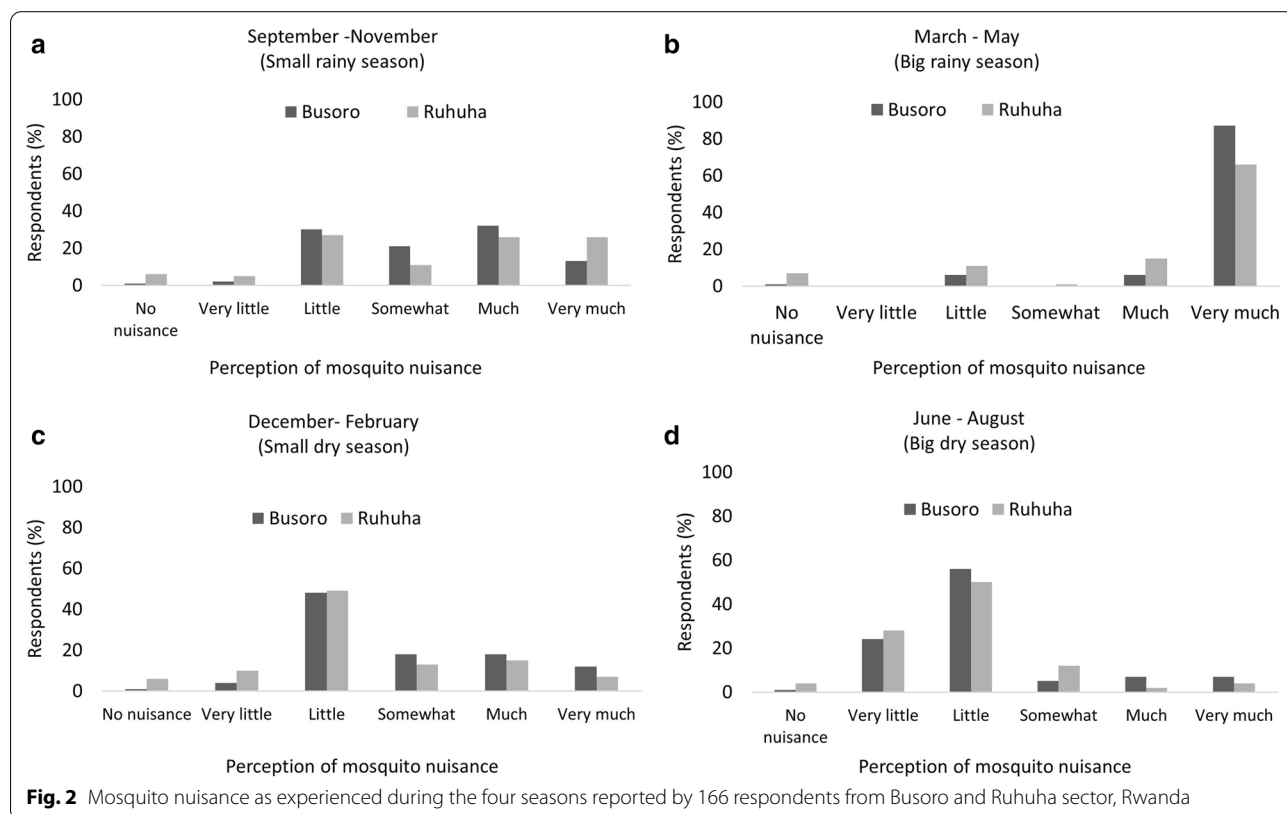 a
September -November
(Small rainy season)
Busoro Ruhuha
Respondents (%)
100
80
60
40
20
0
No nuisance Very little Little Somewhat Much Very much
Perception of mosquito nuisance
b
March - May
(Big rainy season)
Busoro Ruhuha
Respondents (%)
100
80
60
40
20
0
No nuisance Very little Little Somewhat Much Very much
Perception of mosquito nuisance
c
December- February
(Small dry season)
Busoro Ruhuha
Respondents (%)
100
80
60
40
20
0
No nuisance Very little Little Somewhat Much Very much
Perception of mosquito nuisance
d
June - August
(Big dry season)
Busoro Ruhuha
Respondents (%)
100
80
60
40
20
0
No nuisance Very little Little Somewhat Much Very much
Perception of mosquito nuisance
Fig. 2 Mosquito nuisance as experienced during the four seasons reported by 166 respondents from Busoro and Ruhuha sector, Rwanda